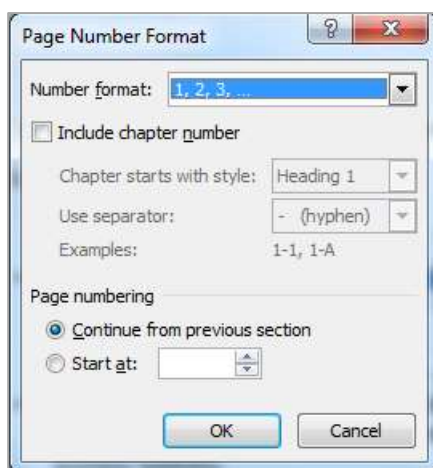 Page Number Format
Number format: 1, 2, 3, ...
Include chapter number
Chapter starts with style: Heading 1
Use separator: - (hyphen)
Examples: 1-1, 1-A
Page numbering
Continue from previous section
Start at:
OK Cancel